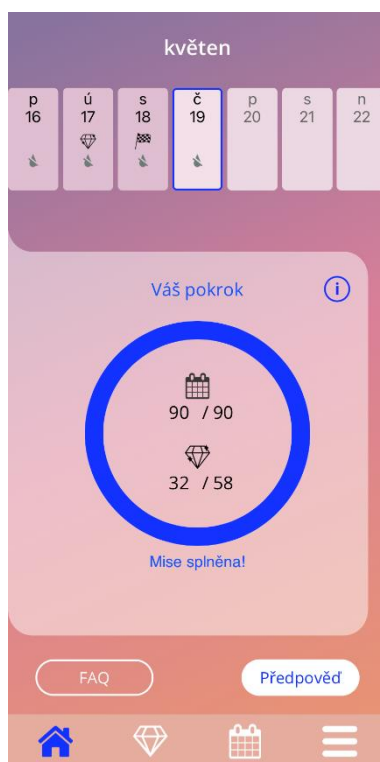 květen
p ú s č p s n
16 17 18 19 20 21 22
Váš pokrok
i
90 / 90
32 / 58
Mise splněna!
FAQ Předpověď